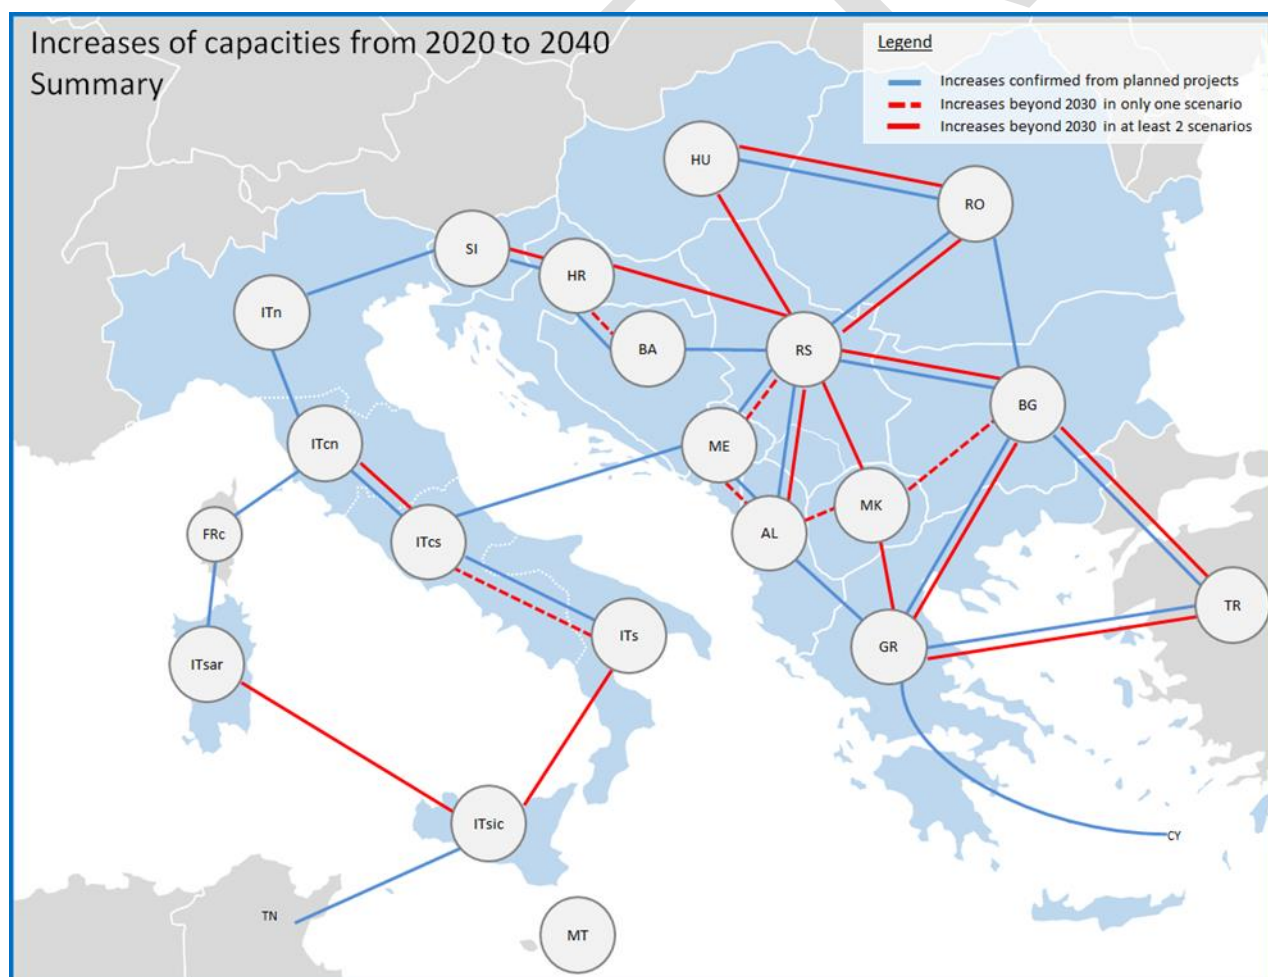 Increases of capacities from 2020 to 2040
Summary
Legend
Increases confirmed from planned projects
Increases beyond 2030 in only one scenario
Increases beyond 2030 in at least 2 scenarios
HU
RO
SI
HR
ITn
BA
RS
BG
ITcn
ME
MK
FRc
ITcs
AL
TR
ITs
GR
ITsar
ITsic
CY
TN
MT